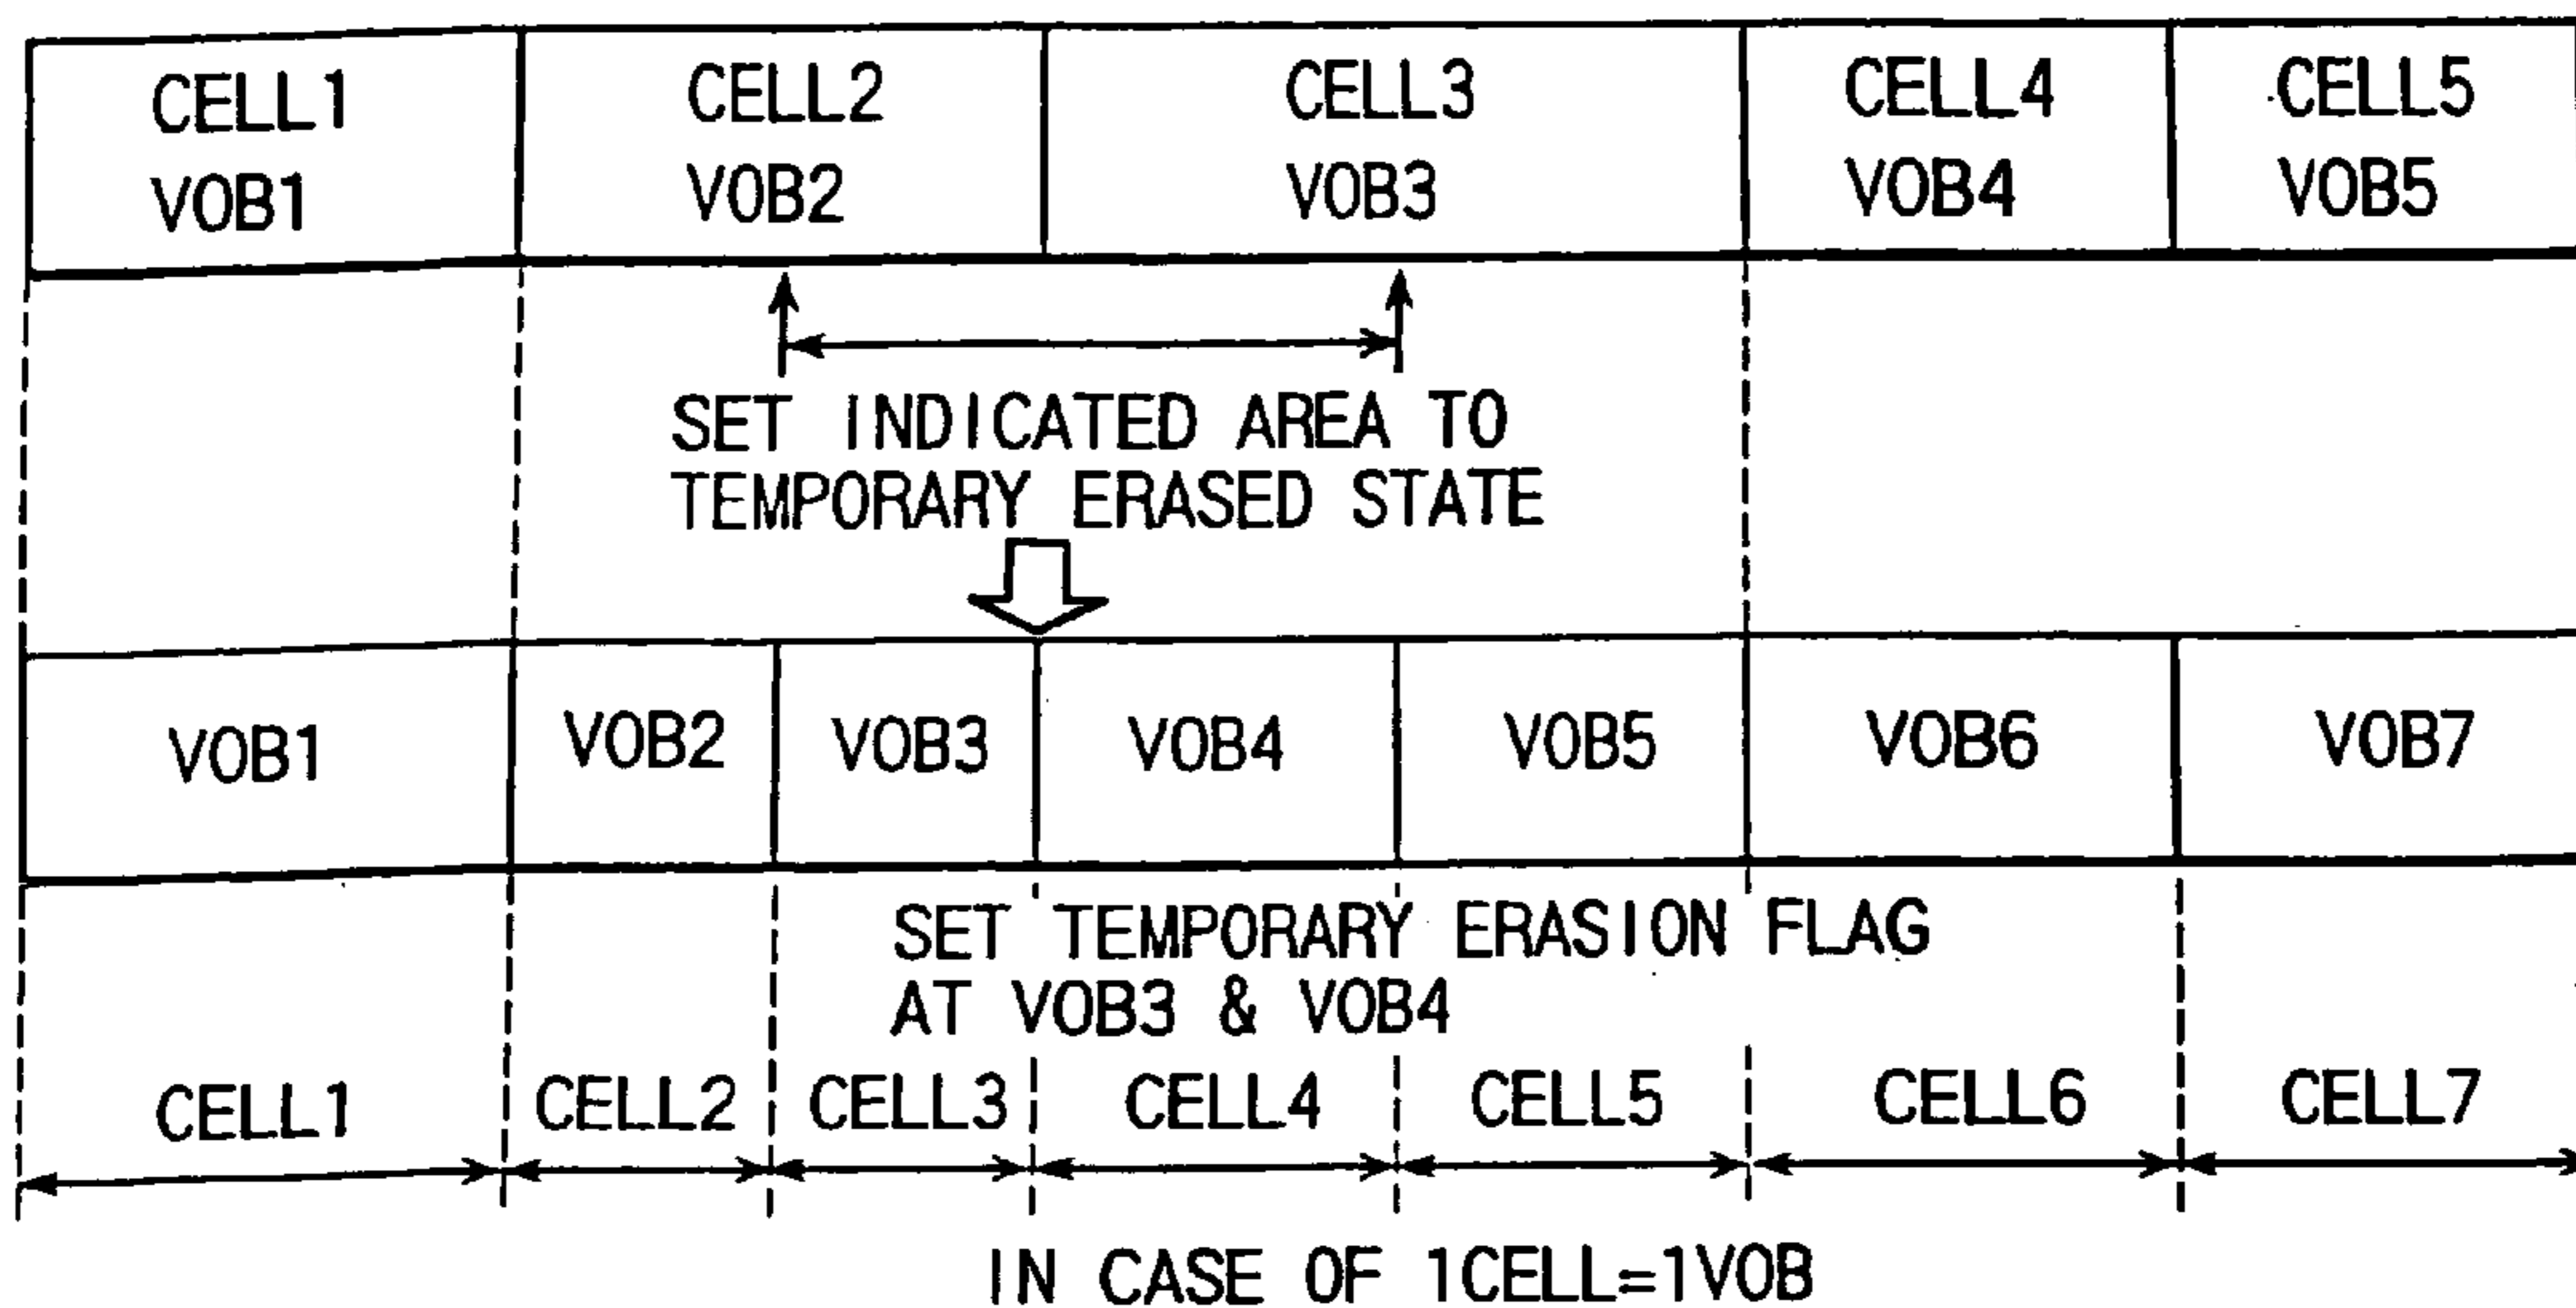 CELL1 CELL2 CELL3 CELL4 CELL5
VOB1 VOB2 VOB3 VOB4 VOB5
SET INDICATED AREA TO
TEMPORARY ERASED STATE
VOB1 VOB2 VOB3 VOB4 VOB5 VOB6 VOB7
SET TEMPORARY ERASION FLAG
AT VOB3 & VOB4
CELL1 CELL2 CELL3 CELL4 CELL5 CELL6 CELL7
IN CASE OF 1CELL=1VOB